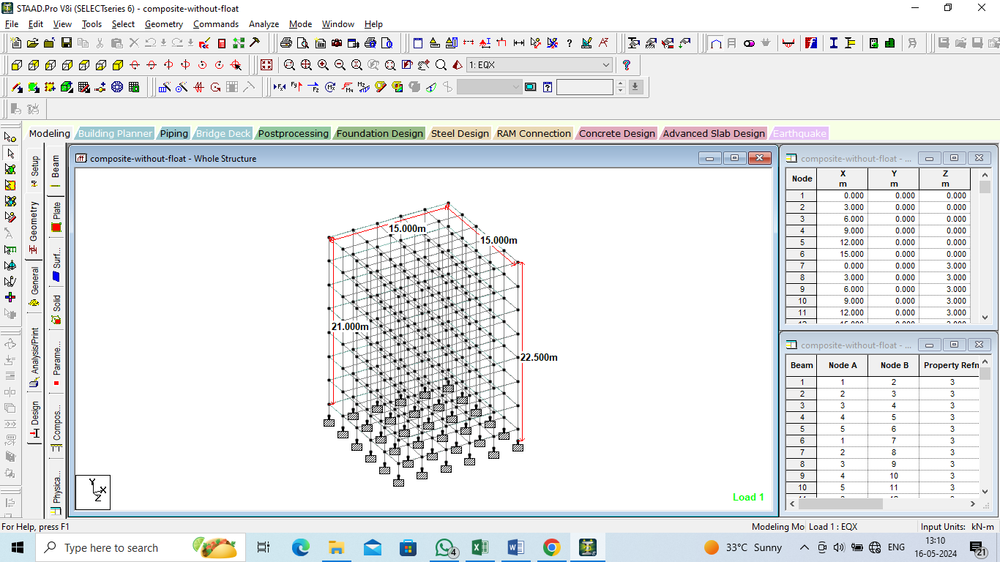 STAAD.Pro V8i (SELECTseries 6) - composite-without-float
File Edit View Tools Select Geometry Commands Analyze Mode Window Help
1: EQX
Modeling Building Planner Piping Bridge Deck Postprocessing Foundation Design Steel Design RAM Connection Concrete Design Advanced Slab Design Earthquake
Setup
Geometry
General
Analysis/Print
Design
Beam
Plate
Surf...
Solid
Parame...
Compos...
Physica...
composite-without-float - Whole Structure
15.000m
15.000m
21.000m
22.500m
Y
X
Z
Load 1
composite-without-float - ...
Node X m Y m Z m
1 0.000 0.000 0.000
2 3.000 0.000 0.000
3 6.000 0.000 0.000
4 9.000 0.000 0.000
5 12.000 0.000 0.000
6 15.000 0.000 0.000
7 0.000 0.000 3.000
8 3.000 0.000 3.000
9 6.000 0.000 3.000
10 9.000 0.000 3.000
11 12.000 0.000 3.000
composite-without-float - ...
Beam Node A Node B Property Refn
1 1 2 3
2 2 3 3
3 3 4 3
4 4 5 3
5 5 6 3
6 1 7 3
7 2 8 3
8 3 9 3
9 4 10 3
10 5 11 3
For Help, press F1
Modeling Mo Load 1 : EQX Input Units: kN-m
Type here to search
4
33°C Sunny
ENG
13:10
16-05-2024
21